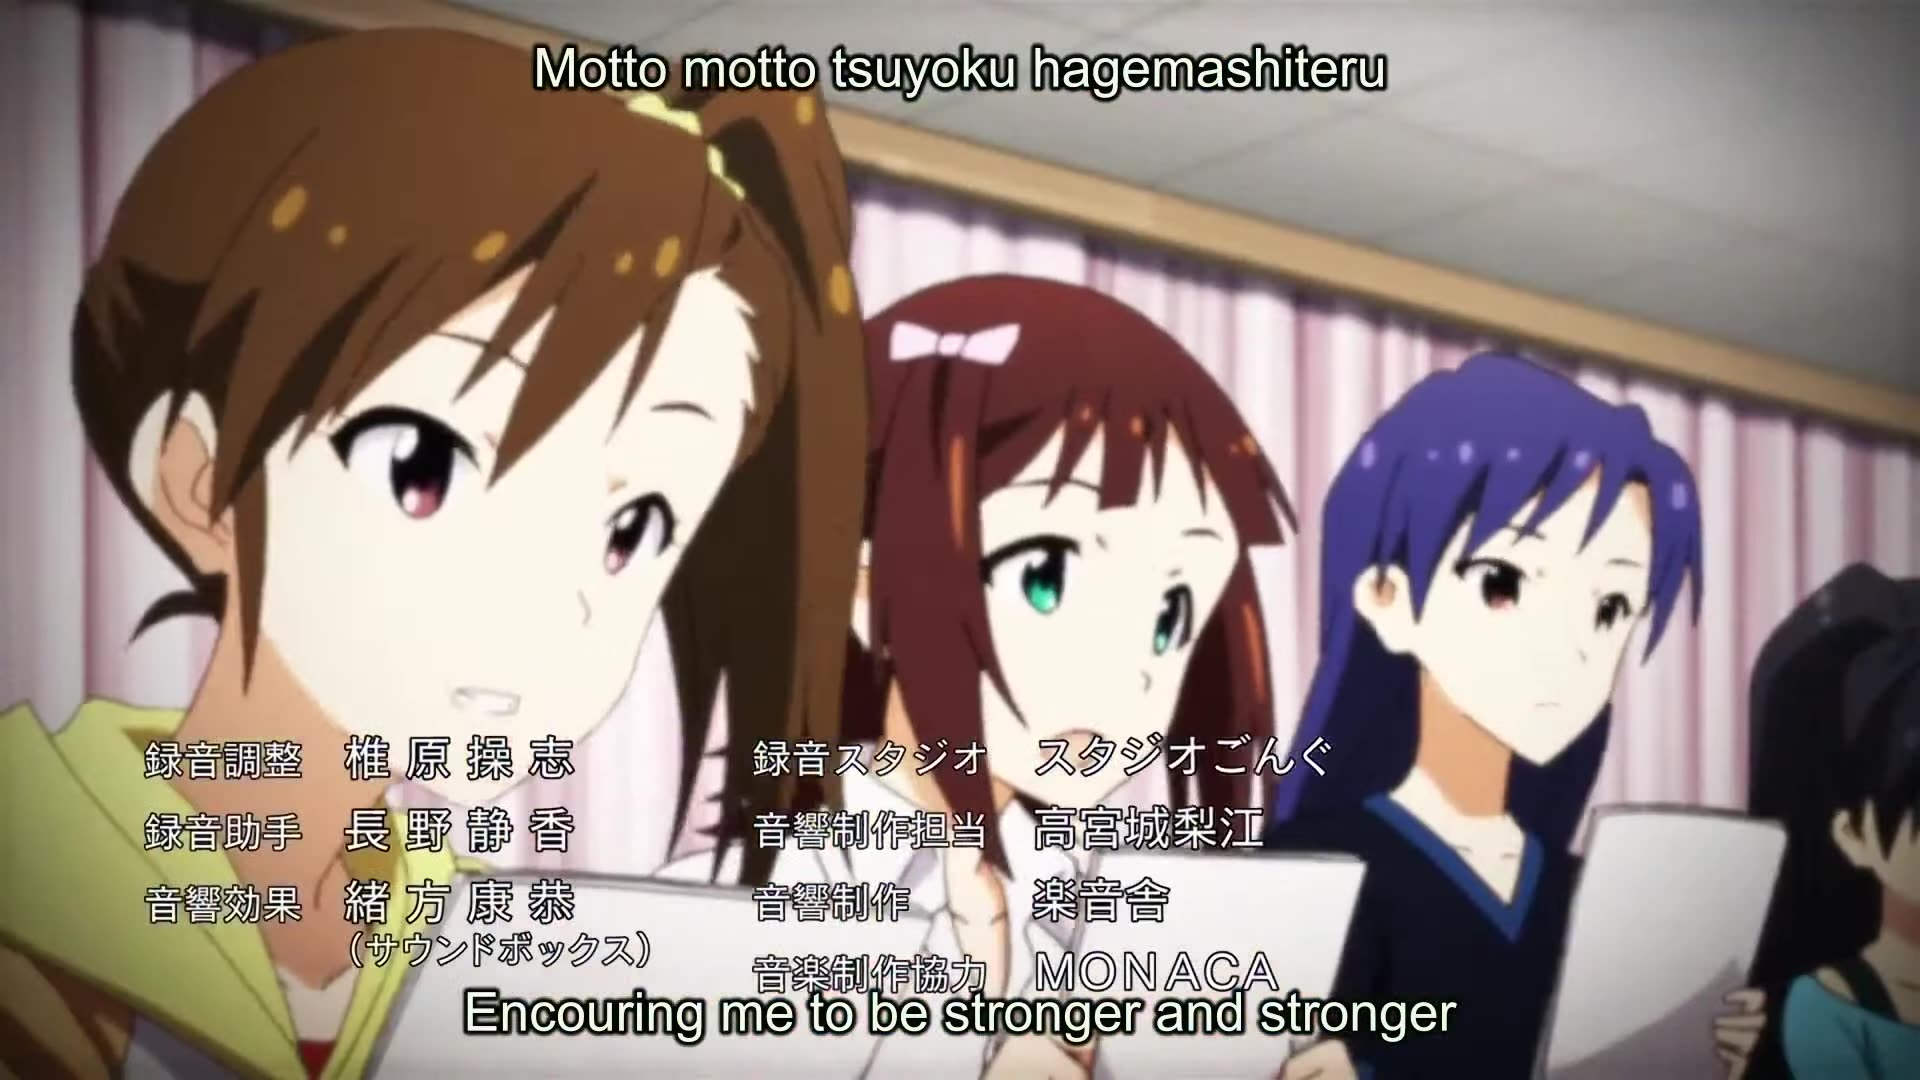 Motto motto tsuyoku hagemashiteru
録音調整 椎原操志
録音助手 長野静香
音響効果 緒方康恭
(サウンドボックス)
録音スタジオ スタジオごんぐ
音響制作担当 高宮城梨江
音響制作 楽音舎
音楽制作協力 MONACA
Encouring me to be stronger and stronger